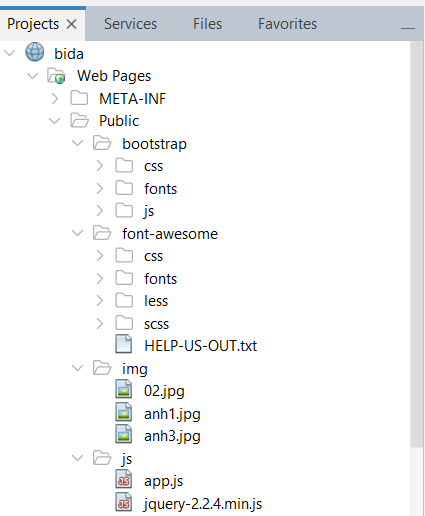 Projects Services Files Favorites
bida
Web Pages
META-INF
Public
bootstrap
css
fonts
js
font-awesome
css
fonts
less
scss
HELP-US-OUT.txt
img
02.jpg
anh1.jpg
anh3.jpg
js
app.js
jquery-2.2.4.min.js